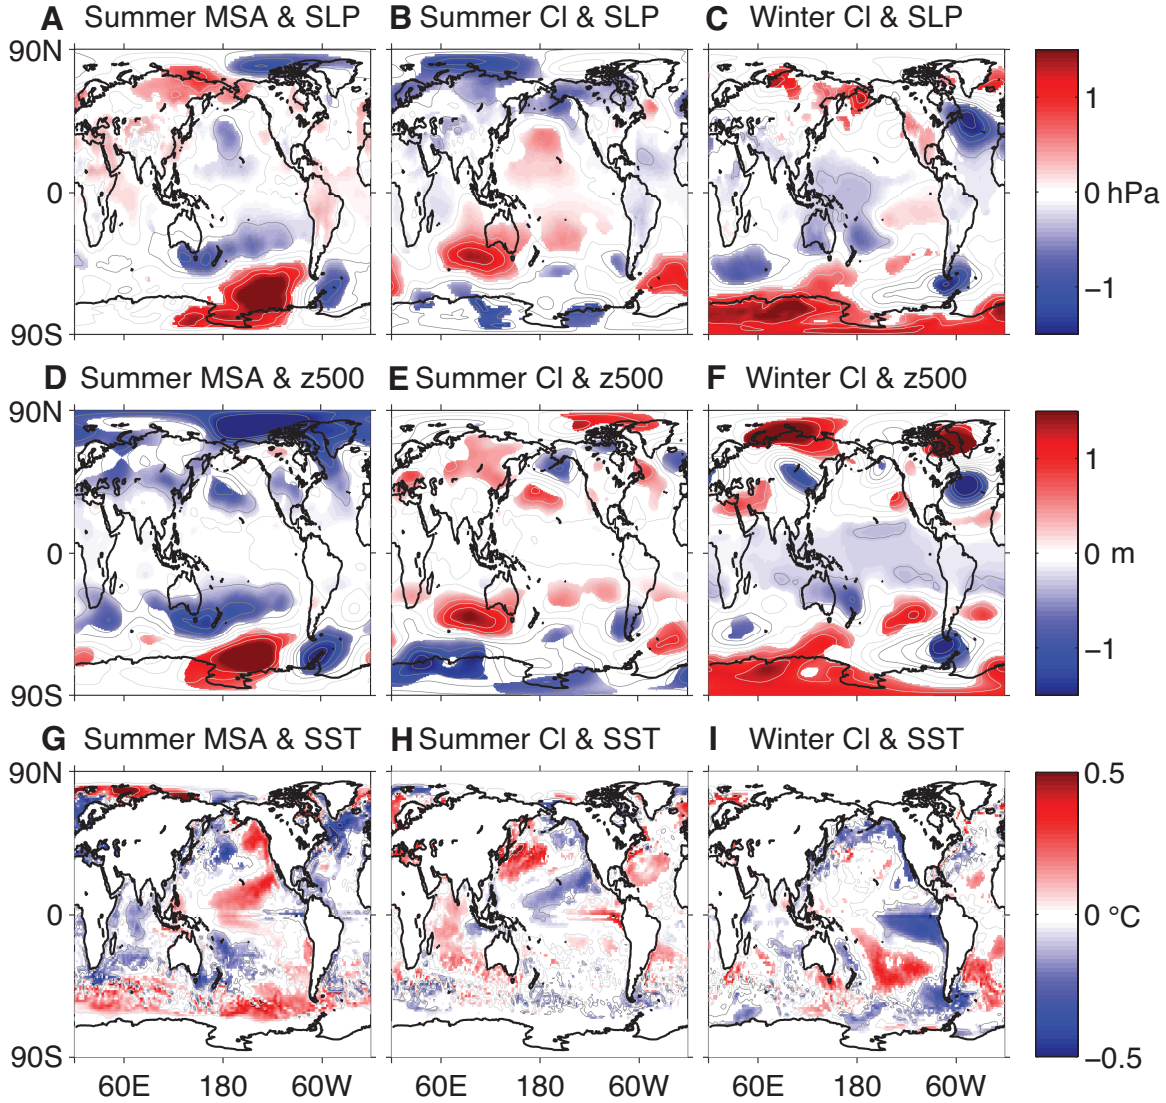 A Summer MSA & SLP
B Summer Cl & SLP
C Winter Cl & SLP
90N
0
90S
1
0 hPa
−1
D Summer MSA & z500
E Summer Cl & z500
F Winter Cl & z500
90N
0
90S
1
0 m
−1
G Summer MSA & SST
H Summer Cl & SST
I Winter Cl & SST
90N
0
90S
0.5
0 °C
−0.5
60E 180 60W
60E 180 60W
60E 180 60W